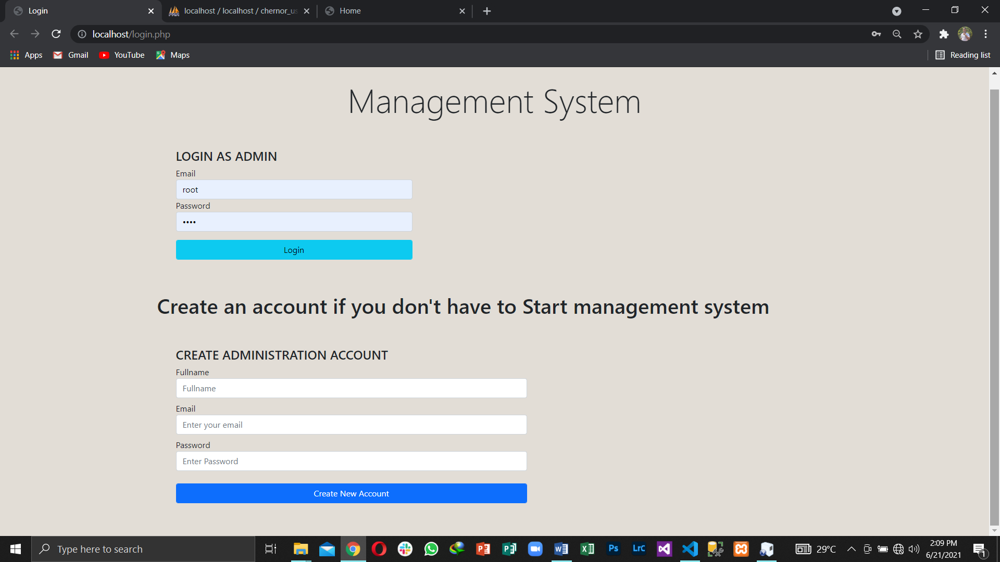 Login
localhost / localhost / chernor_us
Home
localhost/login.php
Apps
Gmail
YouTube
Maps
Reading list
Management System
LOGIN AS ADMIN
Email
root
Password
••••
Login
Create an account if you don't have to Start management system
CREATE ADMINISTRATION ACCOUNT
Fullname
Fullname
Email
Enter your email
Password
Enter Password
Create New Account
Type here to search
Ps
LrC
29°C
2:09 PM
6/21/2021
1